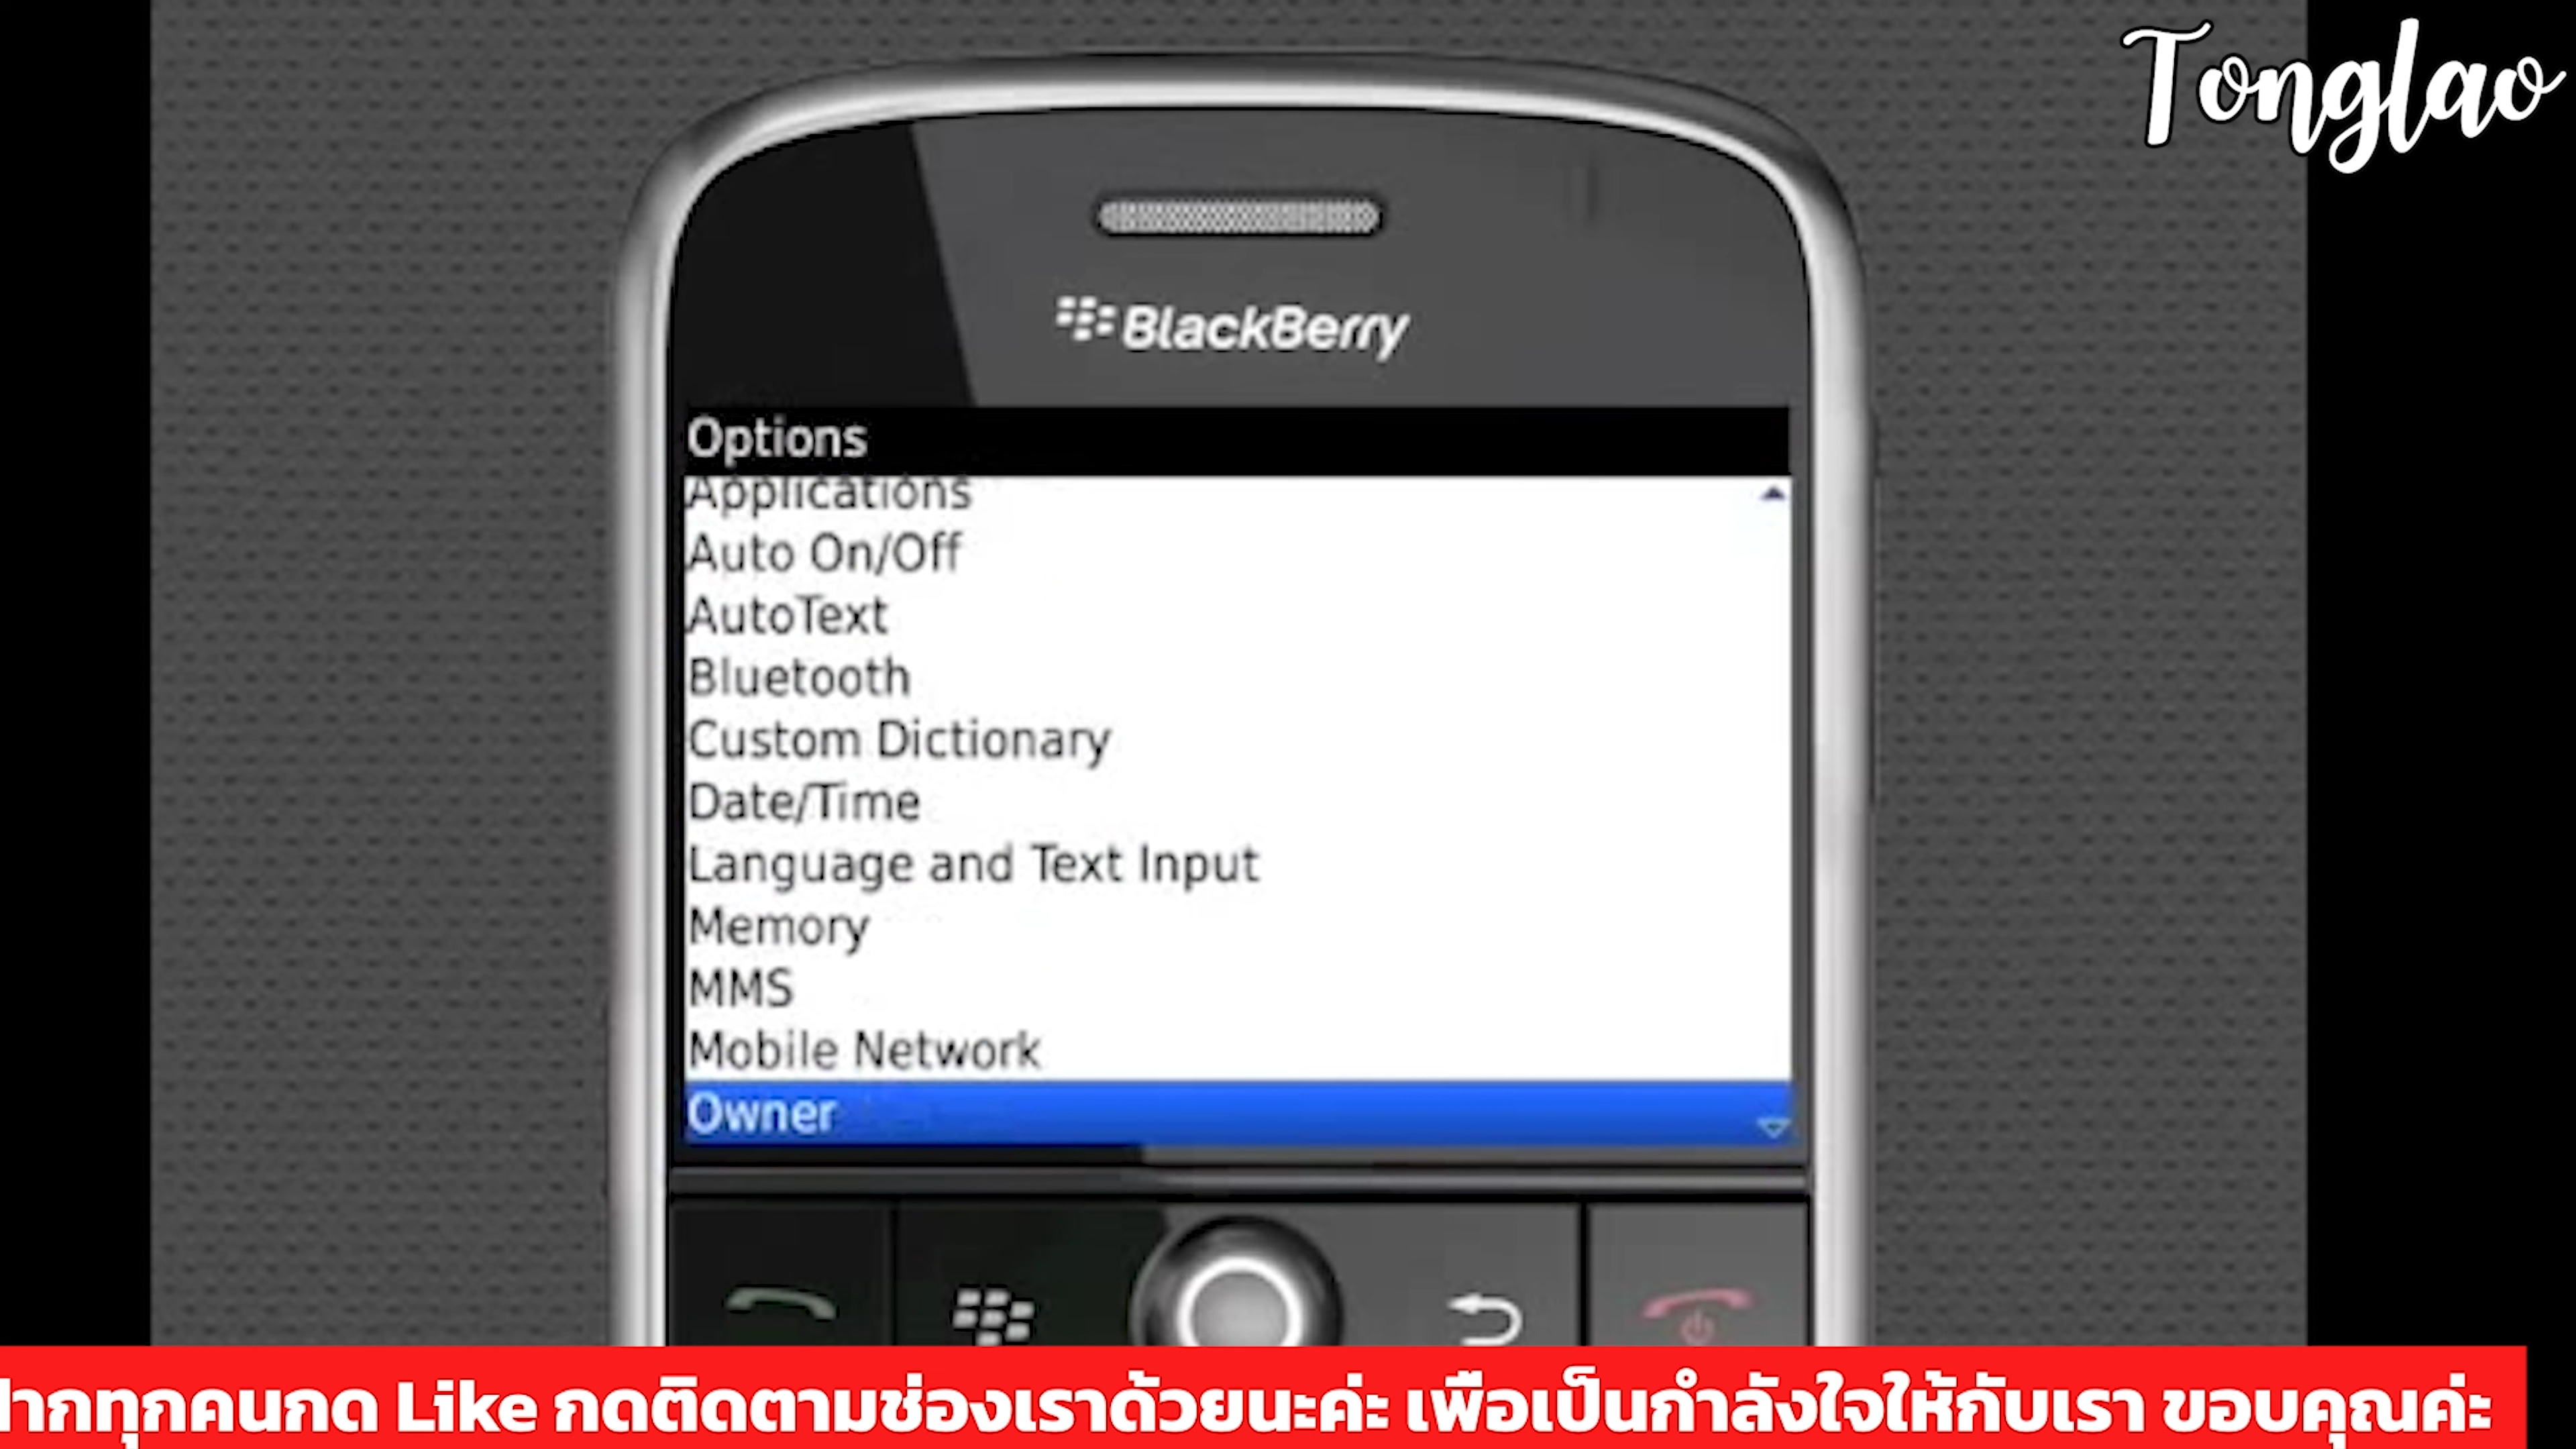 Tonglao
BlackBerry
Options
Applications
Auto On/Off
AutoText
Bluetooth
Custom Dictionary
Date/Time
Language and Text Input
Memory
MMS
Mobile Network
Owner
ฝากทุกคนกด Like กดติดตามช่องเราด้วยนะค่ะ เพื่อเป็นกำลังใจให้กับเรา ขอบคุณค่ะ